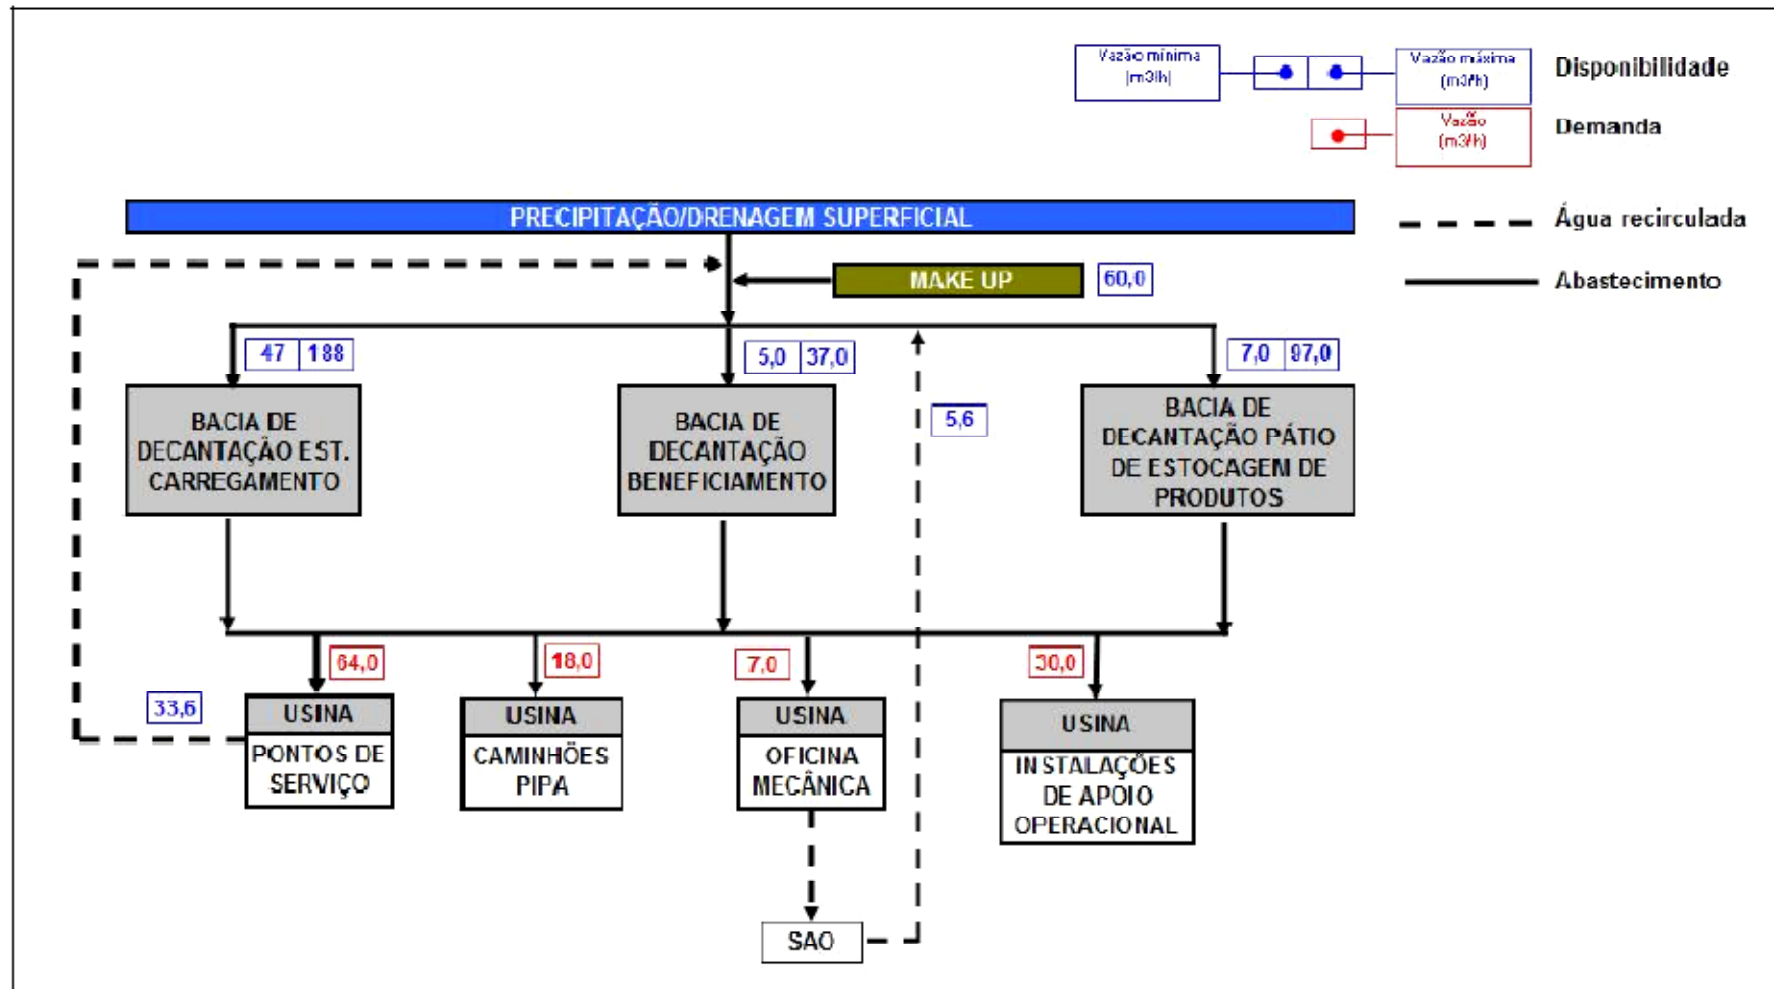 Vazão mínima
(m3/h)
Vazão máxima
(m3/h)
Disponibilidade
Vazão
(m3/h)
Demanda
PRECIPITAÇÃO/DRENAGEM SUPERFICIAL
Água recirculada
MAKE UP
60,0
Abastecimento
47 188
5,0 37,0
7,0 97,0
BACIA DE
DECANTAÇÃO EST.
CARREGAMENTO
BACIA DE
DECANTAÇÃO
BENEFICIAMENTO
5,6
BACIA DE
DECANTAÇÃO PÁTIO
DE ESTOCAGEM DE
PRODUTOS
64,0
18,0
7,0
30,0
33,6
USINA
PONTOS DE
SERVIÇO
USINA
CAMINHÕES
PIPA
USINA
OFICINA
MECÂNICA
USINA
INSTALAÇÕES
DE APOIO
OPERACIONAL
SAO